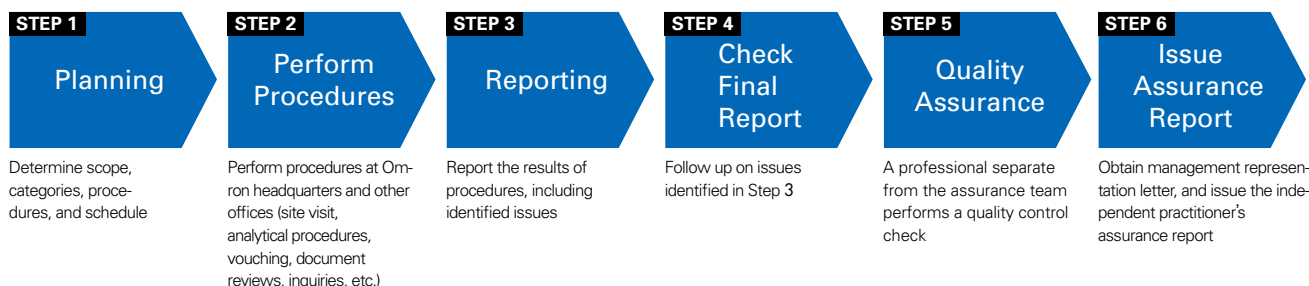 STEP 1
Planning
Determine scope,
categories, proce-
dures, and schedule
STEP 2
Perform
Procedures
Perform procedures at Om-
ron headquarters and other
offices (site visit,
analytical procedures,
vouching, document
reviews, inquiries, etc.)
STEP 3
Reporting
Report the results of
procedures, including
identified issues
STEP 4
Check
Final
Report
Follow up on issues
identified in Step 3
STEP 5
Quality
Assurance
A professional separate
from the assurance team
performs a quality control
check
STEP 6
Issue
Assurance
Report
Obtain management represen-
tation letter, and issue the inde-
pendent practitioner’s
assurance report